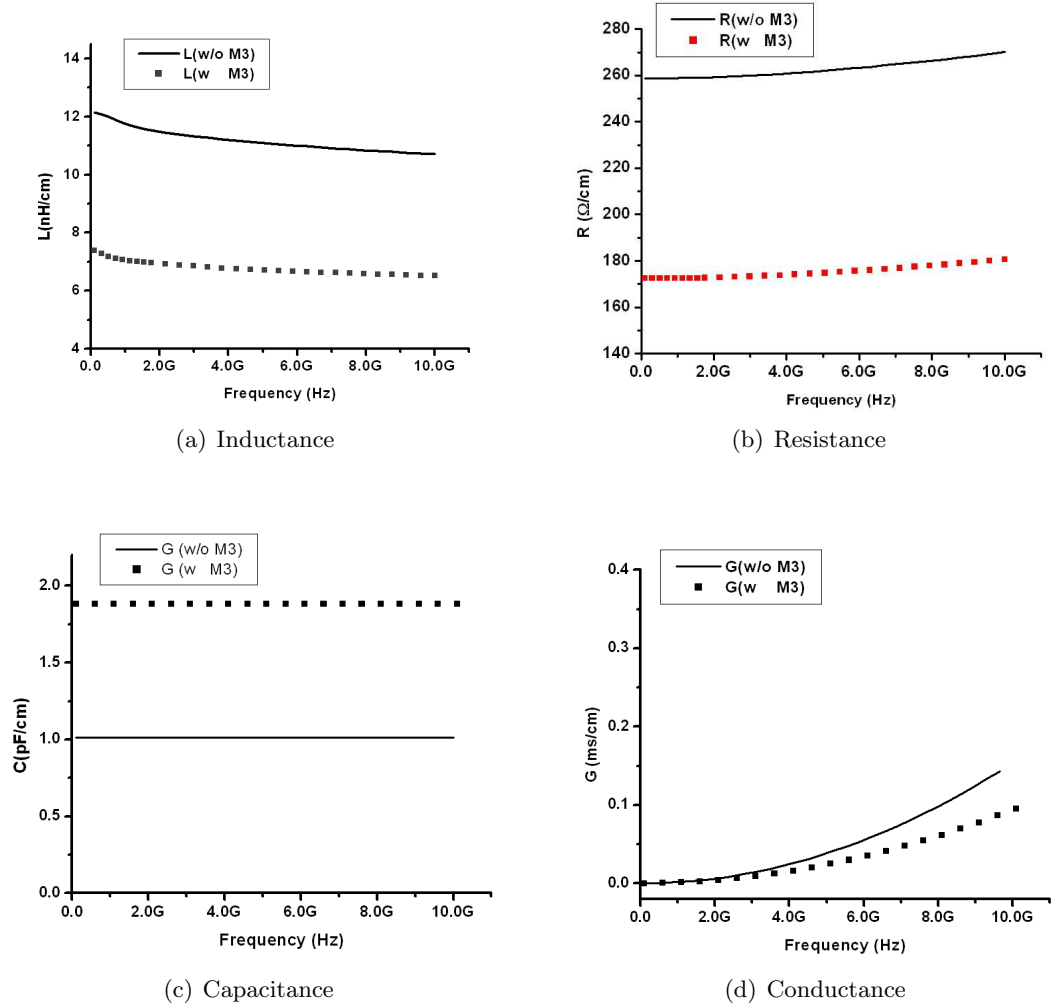 L(w/o M3)
L(w M3)
14
12
10
8
6
4
L(nH/cm)
0.0 2.0G 4.0G 6.0G 8.0G 10.0G
Frequency (Hz)
(a) Inductance
R(w/o M3)
R(w M3)
260
240
220
200
180
160
140
R (Ω/cm)
0.0 2.0G 4.0G 6.0G 8.0G 10.0G
Frequency (Hz)
(b) Resistance
G (w/o M3)
G (w M3)
2.0
1.5
1.0
0.5
0.0
C(pF/cm)
0.0 2.0G 4.0G 6.0G 8.0G 10.0G
Frequency (Hz)
(c) Capacitance
G(w/o M3)
G(w M3)
0.4
0.3
0.2
0.1
0.0
G (ms/cm)
0.0 2.0G 4.0G 6.0G 8.0G 10.0G
Frequency (Hz)
(d) Conductance